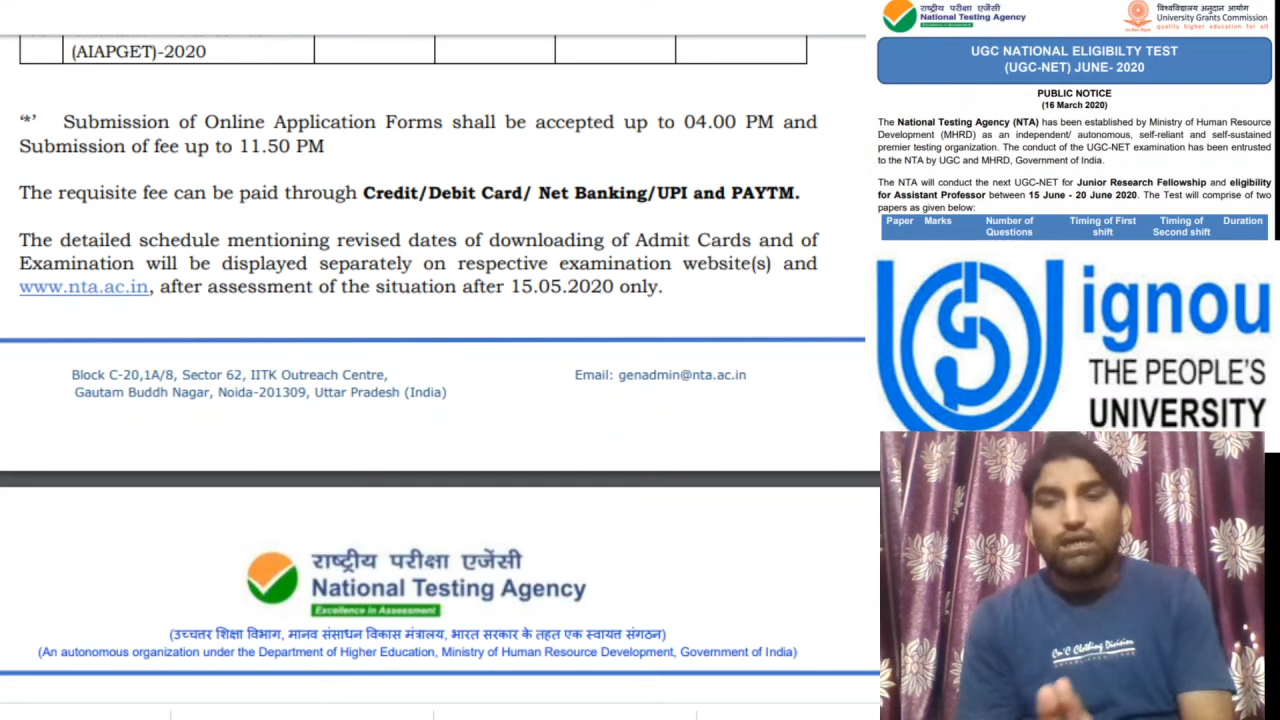 (AIAPGET)-2020
‘*’ Submission of Online Application Forms shall be accepted up to 04.00 PM and
Submission of fee up to 11.50 PM
The requisite fee can be paid through Credit/Debit Card/ Net Banking/UPI and PAYTM.
The detailed schedule mentioning revised dates of downloading of Admit Cards and of
Examination will be displayed separately on respective examination website(s) and
www.nta.ac.in, after assessment of the situation after 15.05.2020 only.
Block C-20,1A/8, Sector 62, IITK Outreach Centre,
Gautam Buddh Nagar, Noida-201309, Uttar Pradesh (India)
Email: genadmin@nta.ac.in
राष्ट्रीय परीक्षा एजेंसी
National Testing Agency
Excellence in Assessment
(उच्चत्तर शिक्षा विभाग, मानव संसाधन विकास मंत्रालय, भारत सरकार के तहत एक स्वायत्त संगठन)
(An autonomous organization under the Department of Higher Education, Ministry of Human Resource Development, Government of India)
राष्ट्रीय परीक्षा एजेंसी
National Testing Agency
Excellence in Assessment
विश्वविद्यालय अनुदान आयोग
University Grants Commission
quality higher education for all
UGC NATIONAL ELIGIBILTY TEST
(UGC-NET) JUNE- 2020
PUBLIC NOTICE
(16 March 2020)
The National Testing Agency (NTA) has been established by Ministry of Human Resource
Development (MHRD) as an independent/ autonomous, self-reliant and self-sustained
premier testing organization. The conduct of the UGC-NET examination has been entrusted
to the NTA by UGC and MHRD, Government of India.
The NTA will conduct the next UGC-NET for Junior Research Fellowship and eligibility
for Assistant Professor between 15 June - 20 June 2020. The Test will comprise of two
papers as given below:
Paper Marks Number of Questions Timing of First shift Timing of Second shift Duration
ignou
THE PEOPLE'S
UNIVERSITY
Cn'C Clothing Division